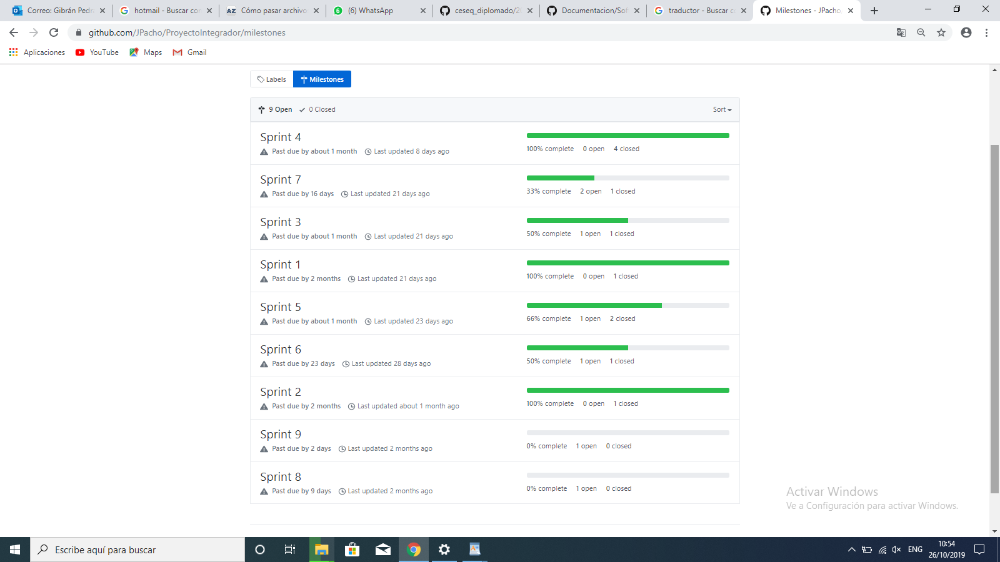 Correo: Gibrán Pedr
hotmail - Buscar con
Cómo pasar archivo
(6) WhatsApp
ceseq_diplomado/20
Documentacion/Sof
traductor - Buscar co
Milestones - JPacho
github.com/JPacho/ProyectoIntegrador/milestones
Aplicaciones YouTube Maps Gmail
Labels Milestones
9 Open 0 Closed Sort
Sprint 4
Past due by about 1 month Last updated 8 days ago
100% complete 0 open 4 closed
Sprint 7
Past due by 16 days Last updated 21 days ago
33% complete 2 open 1 closed
Sprint 3
Past due by about 1 month Last updated 21 days ago
50% complete 1 open 1 closed
Sprint 1
Past due by 2 months Last updated 21 days ago
100% complete 0 open 1 closed
Sprint 5
Past due by about 1 month Last updated 23 days ago
66% complete 1 open 2 closed
Sprint 6
Past due by 23 days Last updated 28 days ago
50% complete 1 open 1 closed
Sprint 2
Past due by 2 months Last updated about 1 month ago
100% complete 0 open 1 closed
Sprint 9
Past due by 2 days Last updated 2 months ago
0% complete 1 open 0 closed
Sprint 8
Past due by 9 days Last updated 2 months ago
0% complete 1 open 0 closed
Activar Windows
Ve a Configuración para activar Windows.
Escribe aquí para buscar
ENG
10:54
26/10/2019